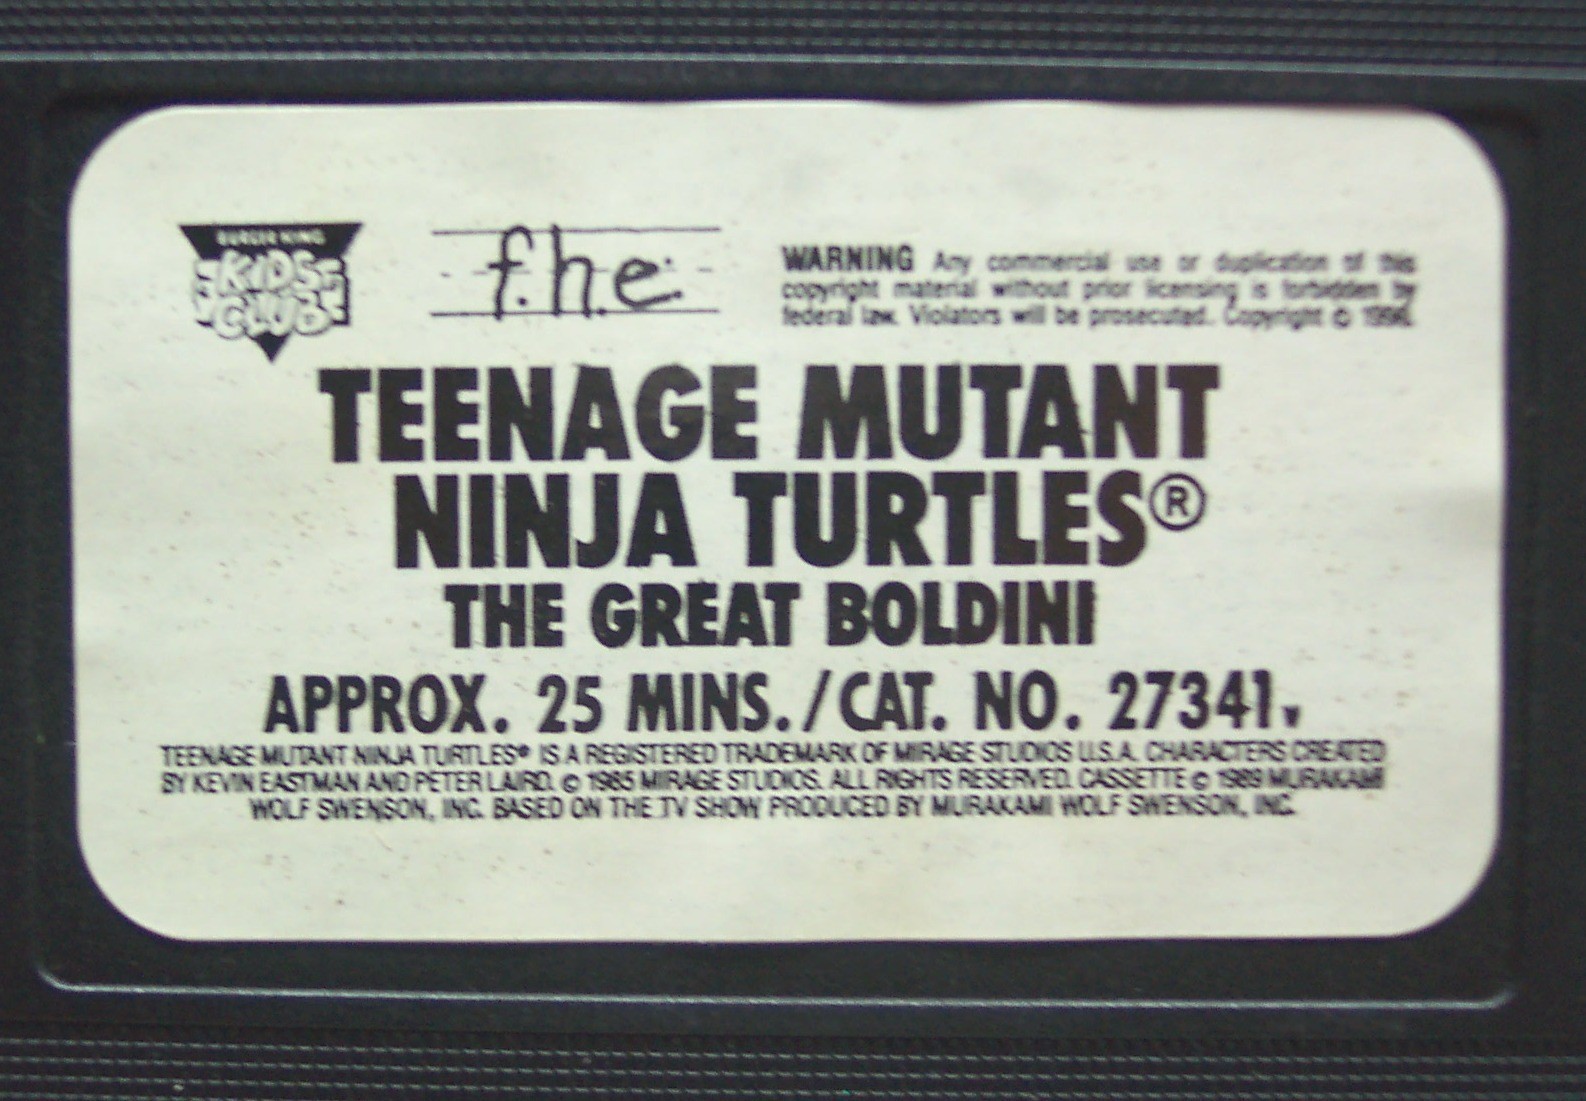 BURGER KING
KIDS
CLUB
f.h.e.
WARNING Any commercial use or duplication of this
copyright material without prior licensing is forbidden by
federal law. Violators will be prosecuted. Copyright ©
TEENAGE MUTANT
NINJA TURTLES®
THE GREAT BOLDINI
APPROX. 25 MINS./CAT. NO. 27341.
TEENAGE MUTANT NINJA TURTLES® IS A REGISTERED TRADEMARK OF MIRAGE STUDIOS U.S.A. CHARACTERS CREATED
BY KEVIN EASTMAN AND PETER LAIRD. © 1985 MIRAGE STUDIOS. ALL RIGHTS RESERVED. CASSETTE © 1989 MURAKAMI
WOLF SWENSON, INC. BASED ON THE TV SHOW PRODUCED BY MURAKAMI WOLF SWENSON, INC.